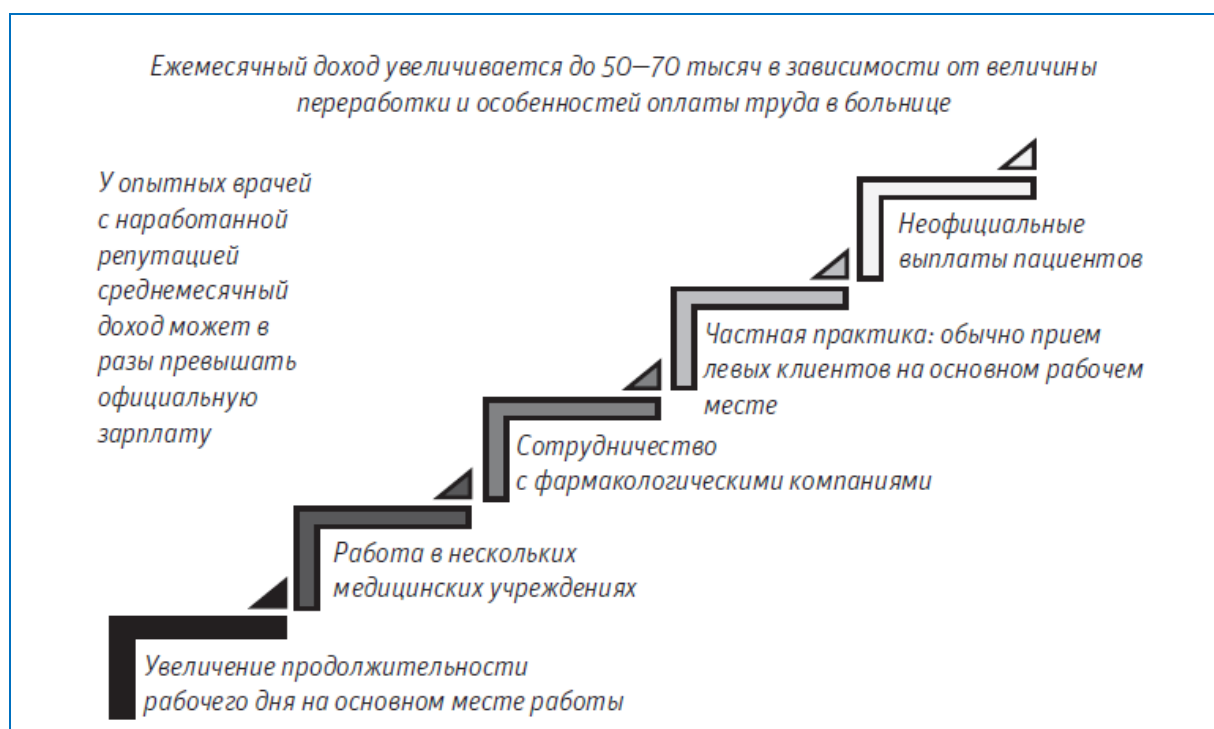 Ежемесячный доход увеличивается до 50—70 тысяч в зависимости от величины
переработки и особенностей оплаты труда в больнице
У опытных врачей
с наработанной
репутацией
среднемесячный
доход может в
разы превышать
официальную
зарплату
Неофициальные
выплаты пациентов
Частная практика: обычно прием
левых клиентов на основном рабочем
месте
Сотрудничество
с фармакологическими компаниями
Работа в нескольких
медицинских учреждениях
Увеличение продолжительности
рабочего дня на основном месте работы